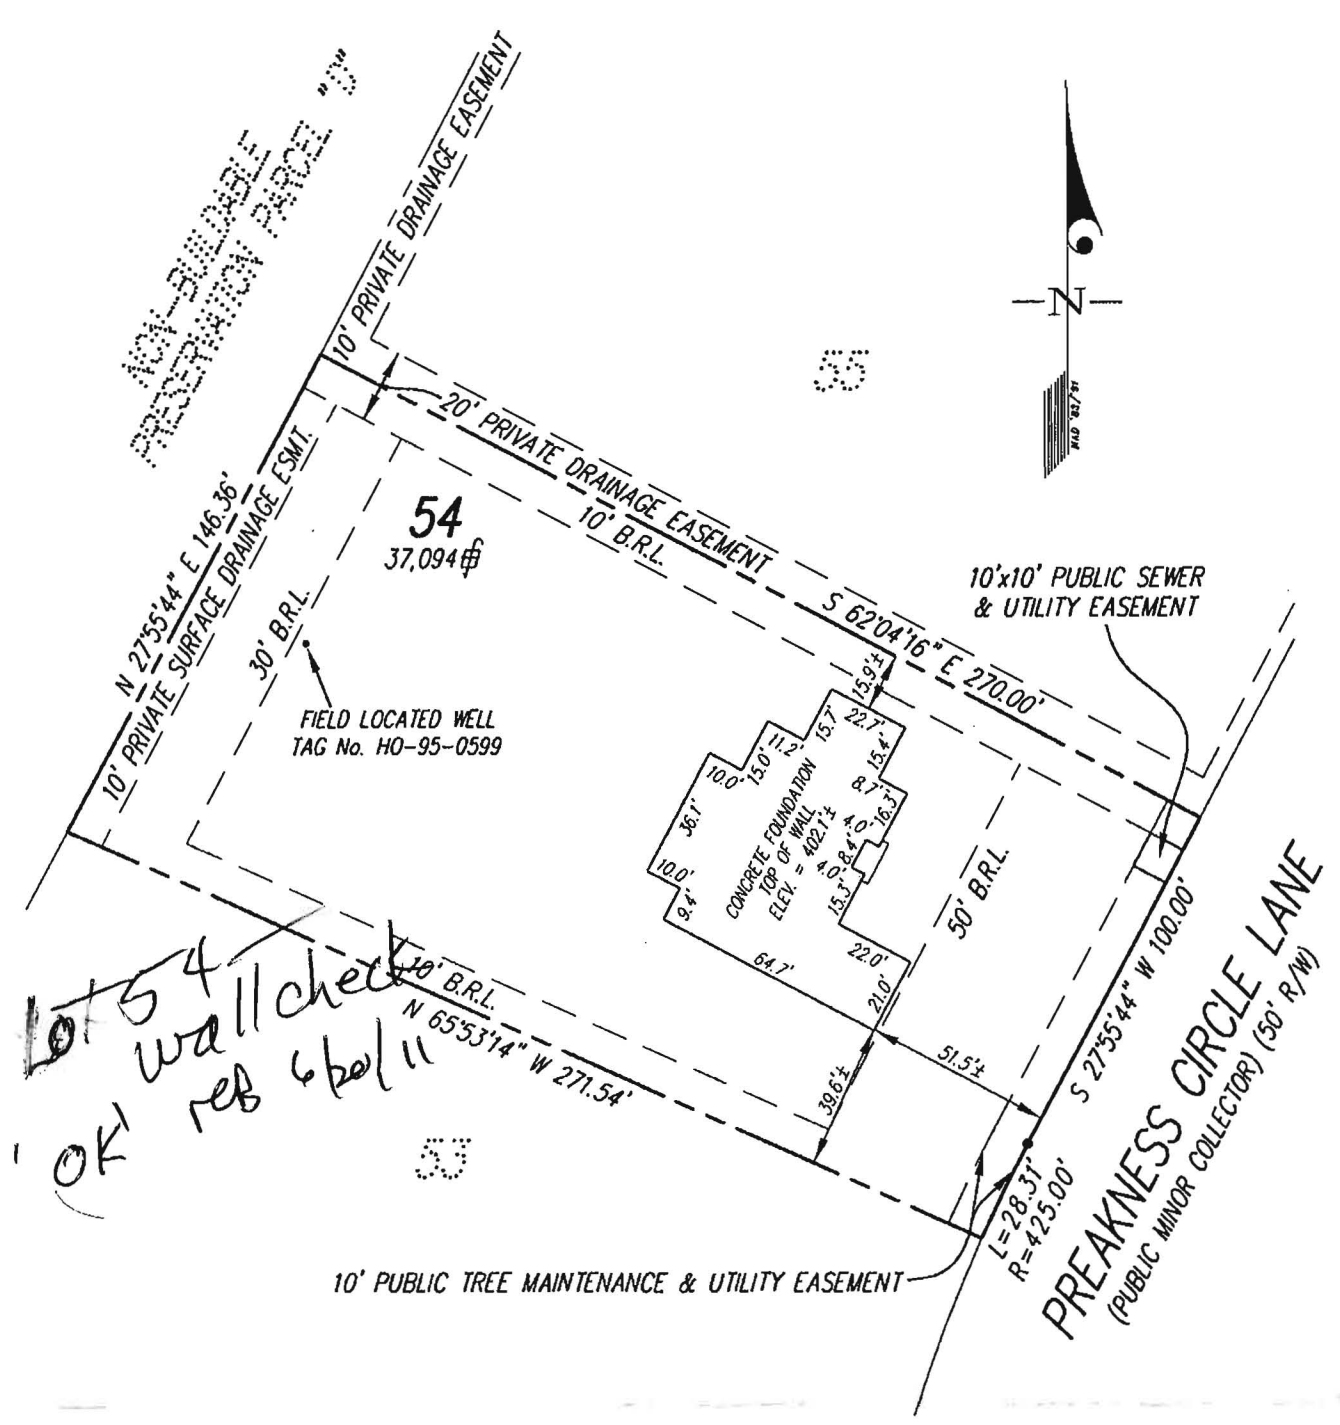 NON-BUILDABLE
PRESERVATION PARCEL "D"
10' PRIVATE DRAINAGE EASEMENT
N
NAD '83/'91
55
20' PRIVATE DRAINAGE EASEMENT
10' B.R.L.
S 62°04'16" E 270.00'
54
37,094
N 27°55'44" E 146.36'
10' PRIVATE SURFACE DRAINAGE ESMT.
30' B.R.L.
FIELD LOCATED WELL
TAG No. HO-95-0599
10'x10' PUBLIC SEWER
& UTILITY EASEMENT
15.9'±
22.7'
15.7'
11.2'
15.0'
10.0'
36.1'
10.0'
9.4'
64.7'
15.4'
8.7'
16.3'
4.0'
8.4'
4.0'
15.3'
22.0'
21.0'
CONCRETE FOUNDATION
TOP OF WALL
ELEV. = 402.1'±
50' B.R.L.
51.5'±
39.6'±
S 27°55'44" W 100.00'
PREAKNESS CIRCLE LANE
(PUBLIC MINOR COLLECTOR) (50' R/W)
L=28.31'
R=425.00'
10' B.R.L.
N 65°53'14" W 271.54'
Lot 54
wall check
'OK'
53
10' PUBLIC TREE MAINTENANCE & UTILITY EASEMENT